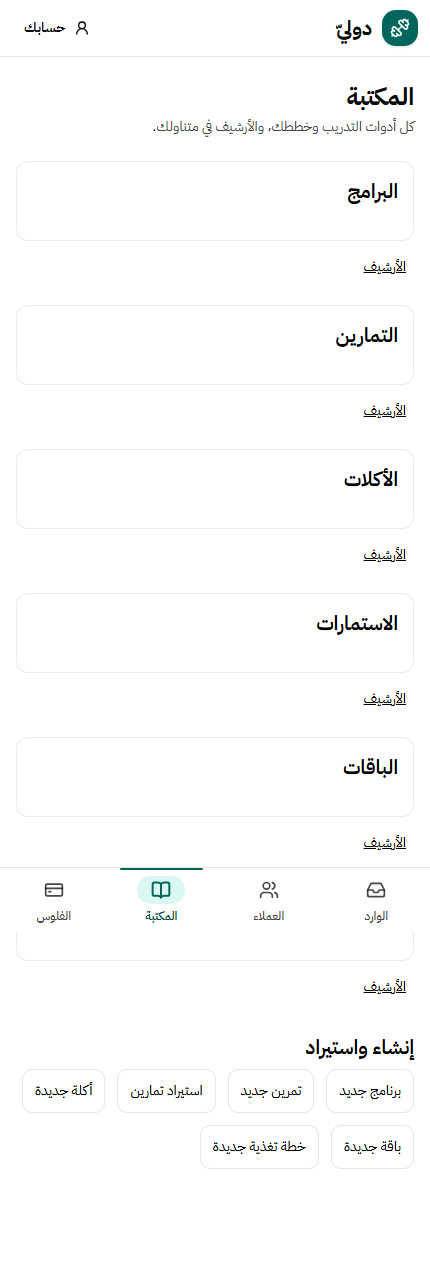 دوليّ
حسابك
المكتبة
كل أدوات التدريب وخططك، والأرشيف في متناولك.
البرامج
الأرشيف
التمارين
الأرشيف
الأكلات
الأرشيف
الاستمارات
الأرشيف
الباقات
الأرشيف
الوارد
العملاء
المكتبة
الفلوس
الأرشيف
إنشاء واستيراد
برنامج جديد
تمرين جديد
استيراد تمارين
أكلة جديدة
باقة جديدة
خطة تغذية جديدة